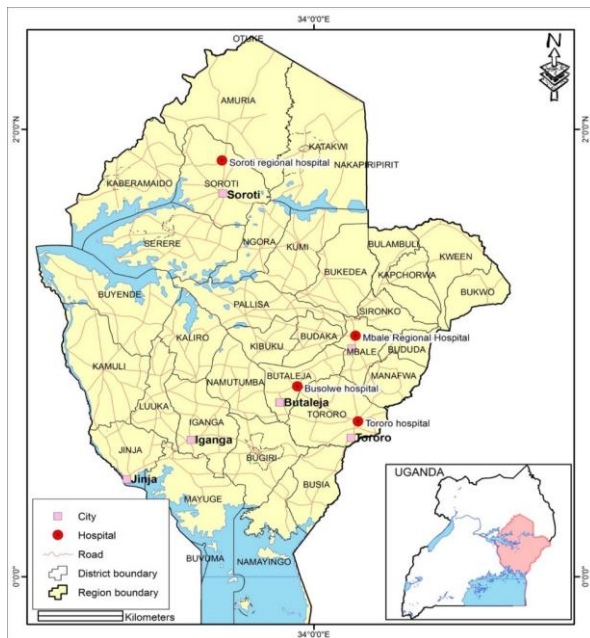 34°0'0"E
OTUKE
N
AMURIA
2°0'0"N
2°0'0"N
KATAKWI
Soroti regional hospital
NAKAPIRIPIRIT
KABERAMAIDO
SOROTI
Soroti
SERERE
NGORA
KUMI
BULAMBULI
KWEEN
BUKEDEA
KAPCHORWA
BUYENDE
BUKWO
PALLISA
SIRONKO
KALIRO
BUDAKA
Mbale Regional Hospital
KIBUKU
MBALE
BUDUDA
KAMULI
BUTALEJA
MANAFWA
NAMUTUMBA
Busolwe hospital
LUUKA
Butaleja
TORORO
IGANGA
Tororo hospital
Iganga
Tororo
JINJA
BUGIRI
UGANDA
Jinja
BUSIA
MAYUGE
City
Hospital
Road
BUVUMA
NAMAYINGO
District boundary
0°0'0"
0°0'0"
Region boundary
Kilometers
34°0'0"E